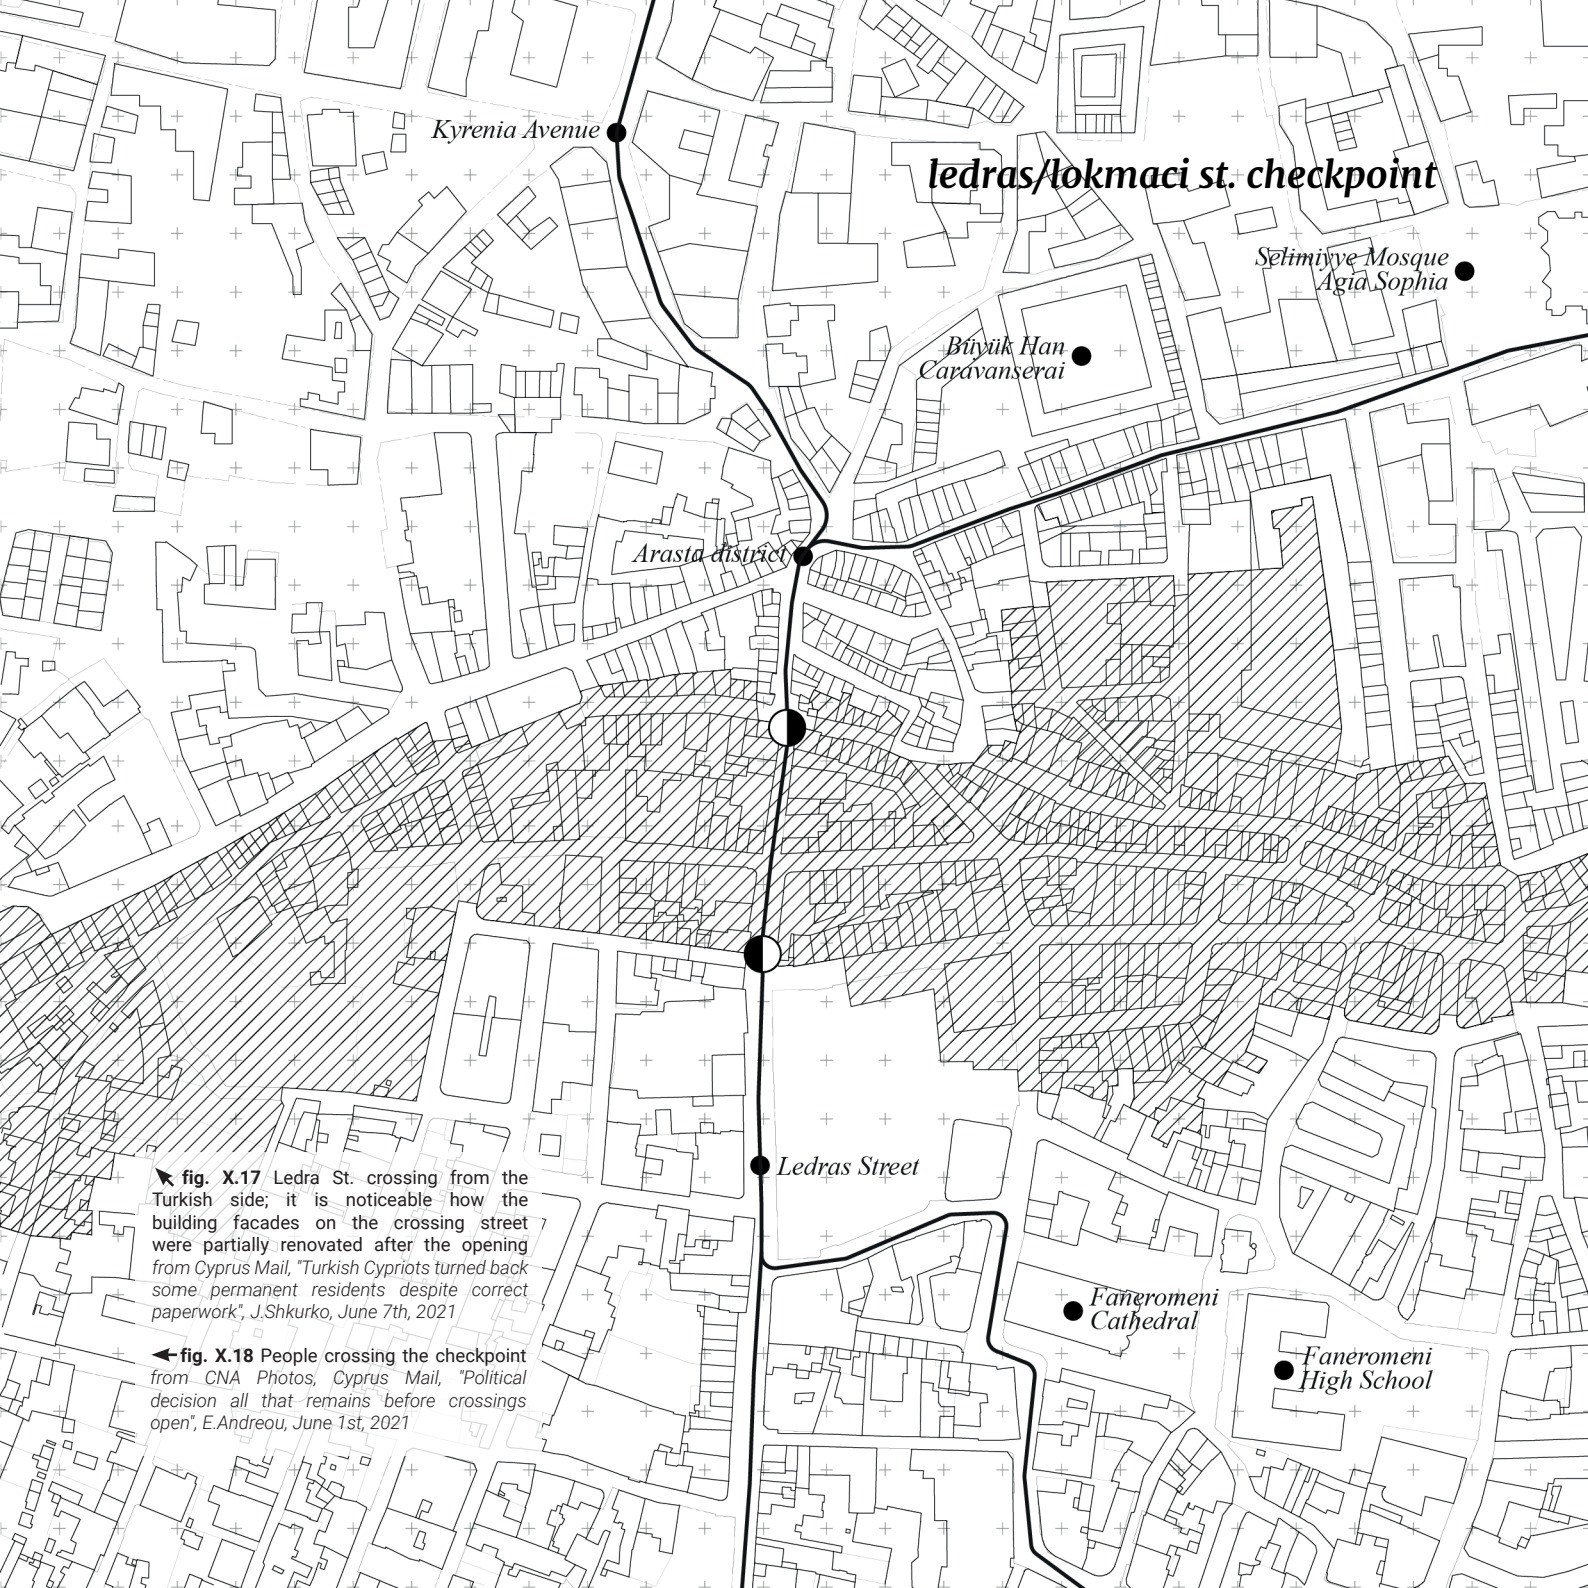 Kyrenia Avenue
ledras/lokmaci st. checkpoint
Selimiyye Mosque
Agia Sophia
Büyük Han
Caravanserai
Arasta district
Ledras Street
fig. X.17 Ledra St. crossing from the
Turkish side; it is noticeable how the
building facades on the crossing street
were partially renovated after the opening
from Cyprus Mail, "Turkish Cypriots turned back
some permanent residents despite correct
paperwork", J.Shkurko, June 7th, 2021
fig. X.18 People crossing the checkpoint
from CNA Photos, Cyprus Mail, "Political
decision all that remains before crossings
open", E.Andreou, June 1st, 2021
Faneromeni
Cathedral
Faneromeni
High School